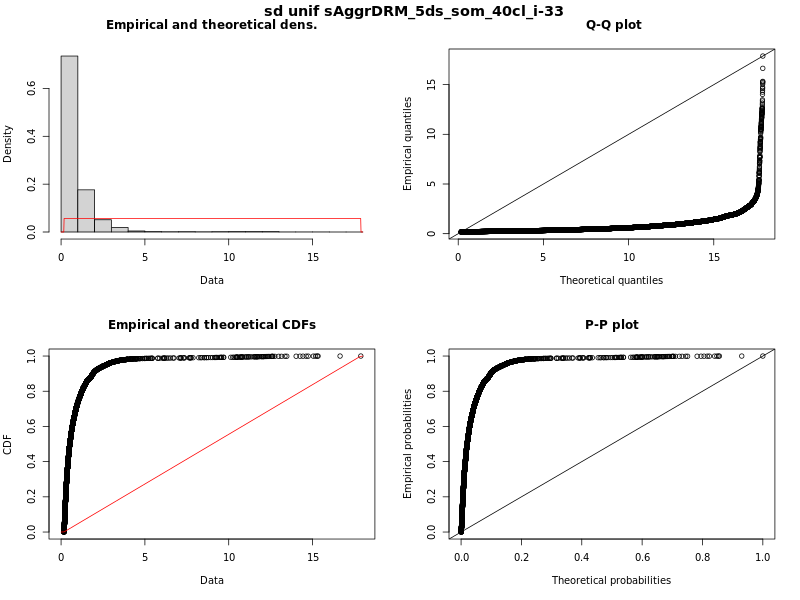 sd unif sAggrDRM_5ds_som_40cl_i-33
Empirical and theoretical dens.
Density
0.0 0.2 0.4 0.6
0 5 10 15
Data
Q-Q plot
Empirical quantiles
0 5 10 15
0 5 10 15
Theoretical quantiles
Empirical and theoretical CDFs
CDF
0.0 0.2 0.4 0.6 0.8 1.0
0 5 10 15
Data
P-P plot
Empirical probabilities
0.0 0.2 0.4 0.6 0.8 1.0
0.0 0.2 0.4 0.6 0.8 1.0
Theoretical probabilities